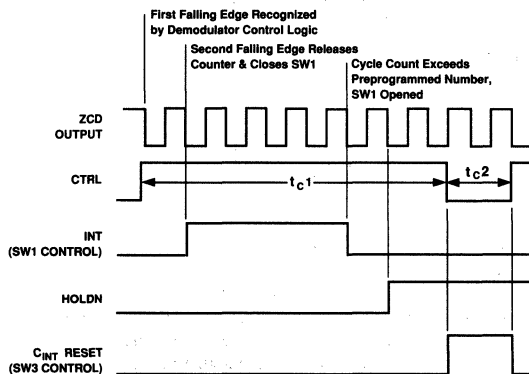 First Falling Edge Recognized
by Demodulator Control Logic
Second Falling Edge Releases
Counter & Closes SW1
Cycle Count Exceeds
Preprogrammed Number,
SW1 Opened
ZCD
OUTPUT
CTRL
tC1
tC2
INT
(SW1 CONTROL)
HOLDN
CINT RESET
(SW3 CONTROL)